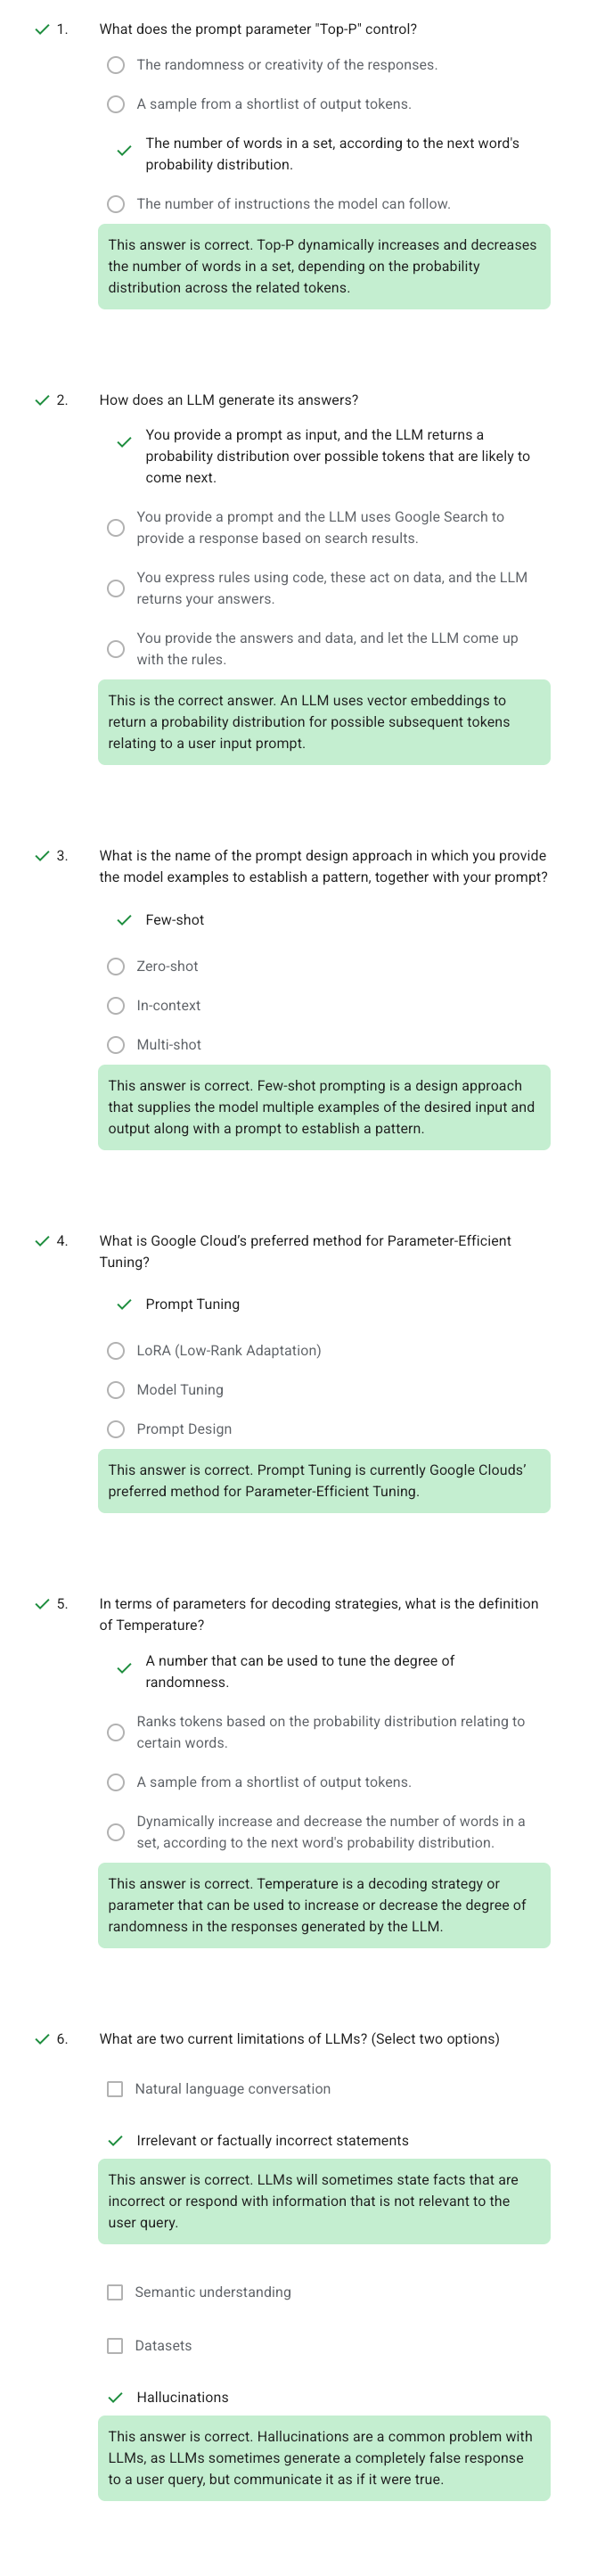 1. What does the prompt parameter "Top-P" control?
The randomness or creativity of the responses.
A sample from a shortlist of output tokens.
The number of words in a set, according to the next word's
probability distribution.
The number of instructions the model can follow.
This answer is correct. Top-P dynamically increases and decreases
the number of words in a set, depending on the probability
distribution across the related tokens.
2. How does an LLM generate its answers?
You provide a prompt as input, and the LLM returns a
probability distribution over possible tokens that are likely to
come next.
You provide a prompt and the LLM uses Google Search to
provide a response based on search results.
You express rules using code, these act on data, and the LLM
returns your answers.
You provide the answers and data, and let the LLM come up
with the rules.
This is the correct answer. An LLM uses vector embeddings to
return a probability distribution for possible subsequent tokens
relating to a user input prompt.
3. What is the name of the prompt design approach in which you provide
the model examples to establish a pattern, together with your prompt?
Few-shot
Zero-shot
In-context
Multi-shot
This answer is correct. Few-shot prompting is a design approach
that supplies the model multiple examples of the desired input and
output along with a prompt to establish a pattern.
4. What is Google Cloud’s preferred method for Parameter-Efficient
Tuning?
Prompt Tuning
LoRA (Low-Rank Adaptation)
Model Tuning
Prompt Design
This answer is correct. Prompt Tuning is currently Google Clouds’
preferred method for Parameter-Efficient Tuning.
5. In terms of parameters for decoding strategies, what is the definition
of Temperature?
A number that can be used to tune the degree of
randomness.
Ranks tokens based on the probability distribution relating to
certain words.
A sample from a shortlist of output tokens.
Dynamically increase and decrease the number of words in a
set, according to the next word's probability distribution.
This answer is correct. Temperature is a decoding strategy or
parameter that can be used to increase or decrease the degree of
randomness in the responses generated by the LLM.
6. What are two current limitations of LLMs? (Select two options)
Natural language conversation
Irrelevant or factually incorrect statements
This answer is correct. LLMs will sometimes state facts that are
incorrect or respond with information that is not relevant to the
user query.
Semantic understanding
Datasets
Hallucinations
This answer is correct. Hallucinations are a common problem with
LLMs, as LLMs sometimes generate a completely false response
to a user query, but communicate it as if it were true.